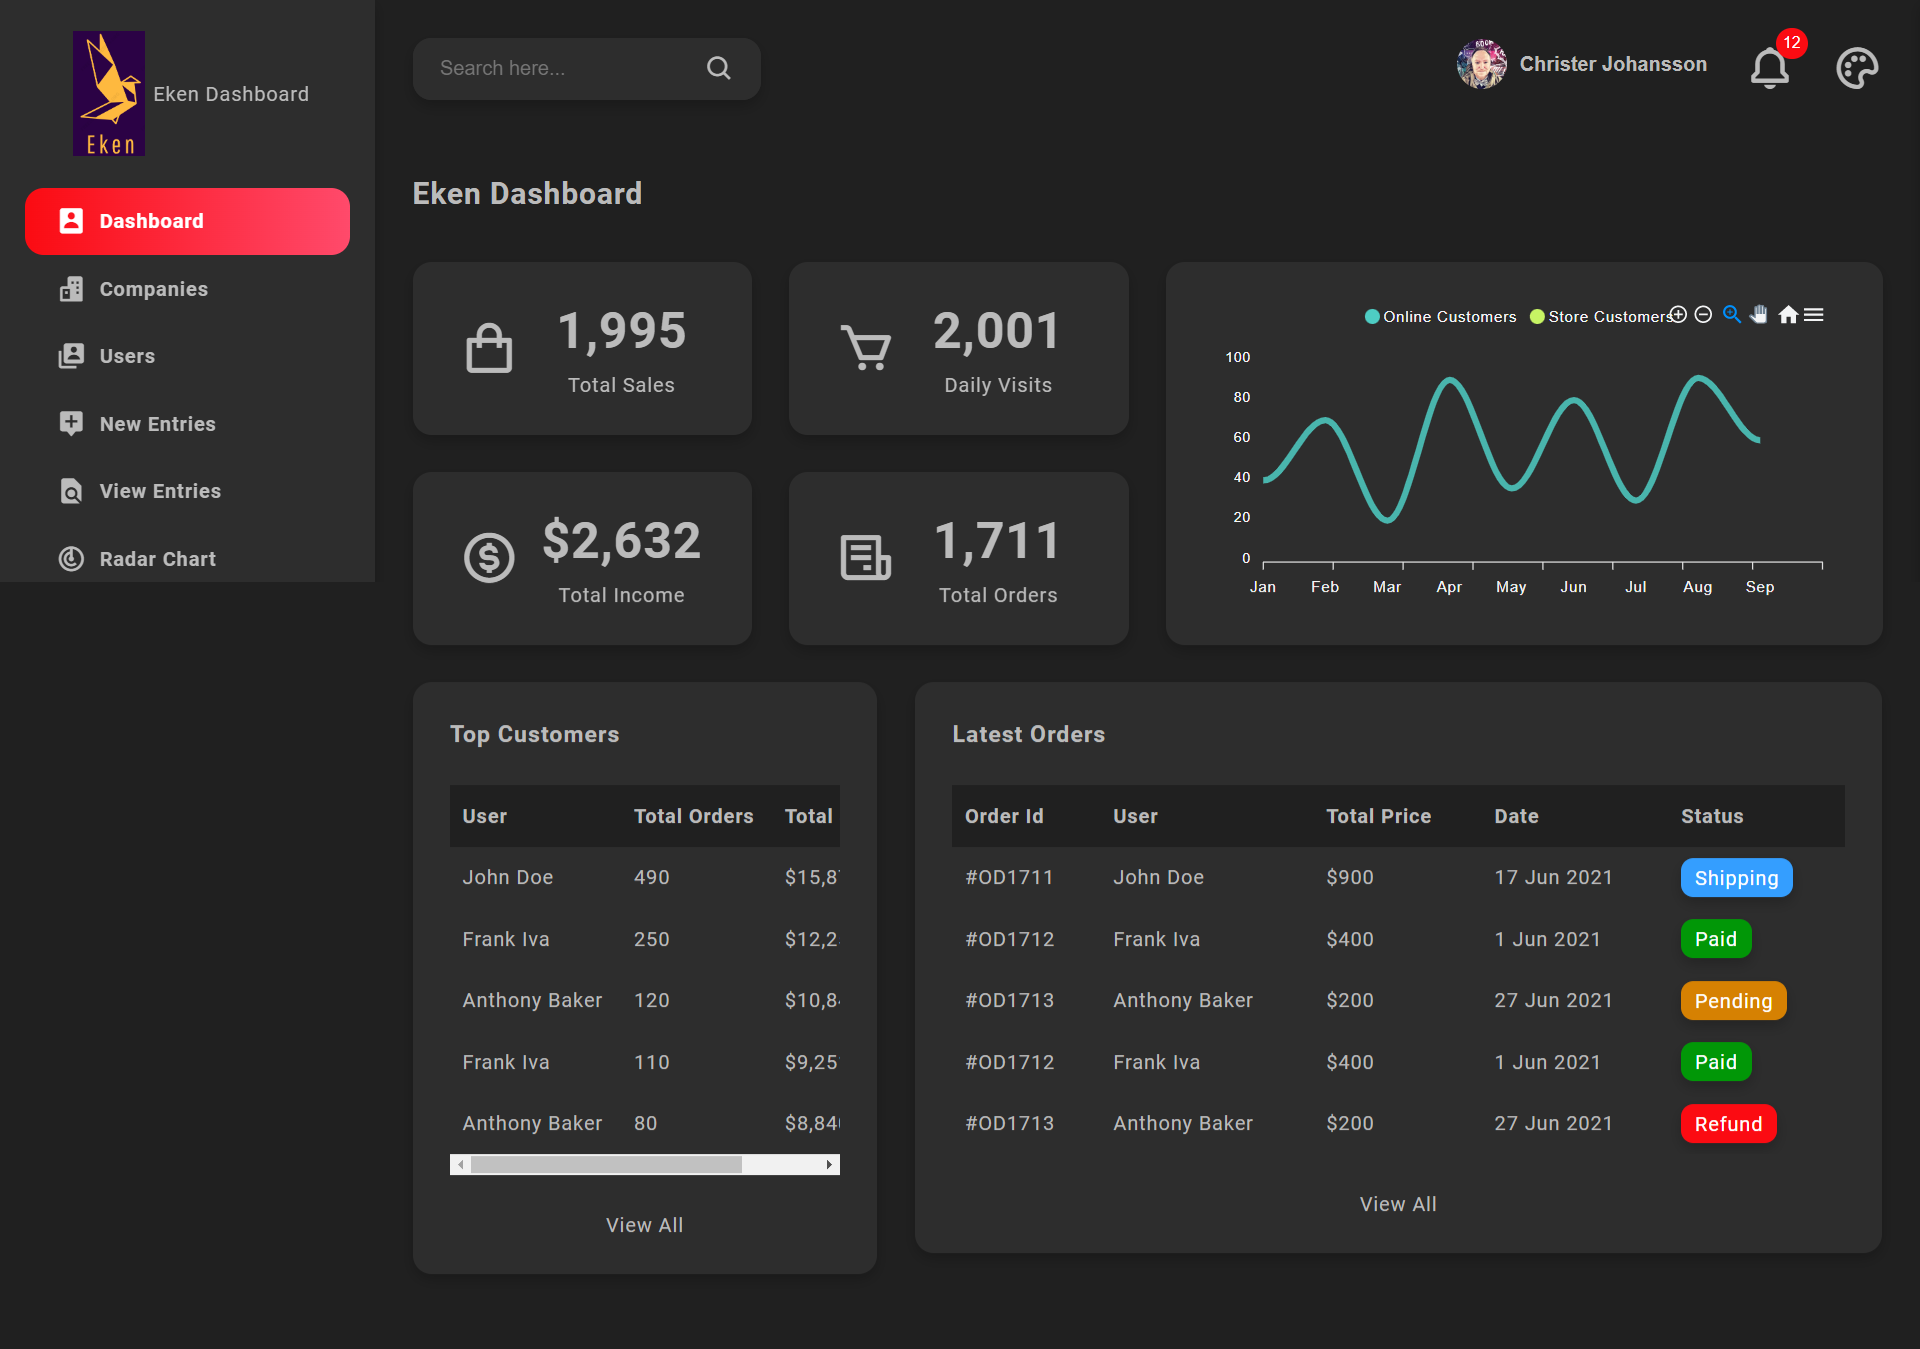 Eken
Eken Dashboard
Dashboard
Companies
Users
New Entries
View Entries
Radar Chart
Search here...
Christer Johansson
12
Eken Dashboard
1,995
Total Sales
2,001
Daily Visits
$2,632
Total Income
1,711
Total Orders
Online Customers Store Customers
100
80
60
40
20
0
Jan Feb Mar Apr May Jun Jul Aug Sep
Top Customers
User Total Orders Total
John Doe 490 $15,8
Frank Iva 250 $12,2
Anthony Baker 120 $10,8
Frank Iva 110 $9,25
Anthony Baker 80 $8,84
View All
Latest Orders
Order Id User Total Price Date Status
#OD1711 John Doe $900 17 Jun 2021 Shipping
#OD1712 Frank Iva $400 1 Jun 2021 Paid
#OD1713 Anthony Baker $200 27 Jun 2021 Pending
#OD1712 Frank Iva $400 1 Jun 2021 Paid
#OD1713 Anthony Baker $200 27 Jun 2021 Refund
View All